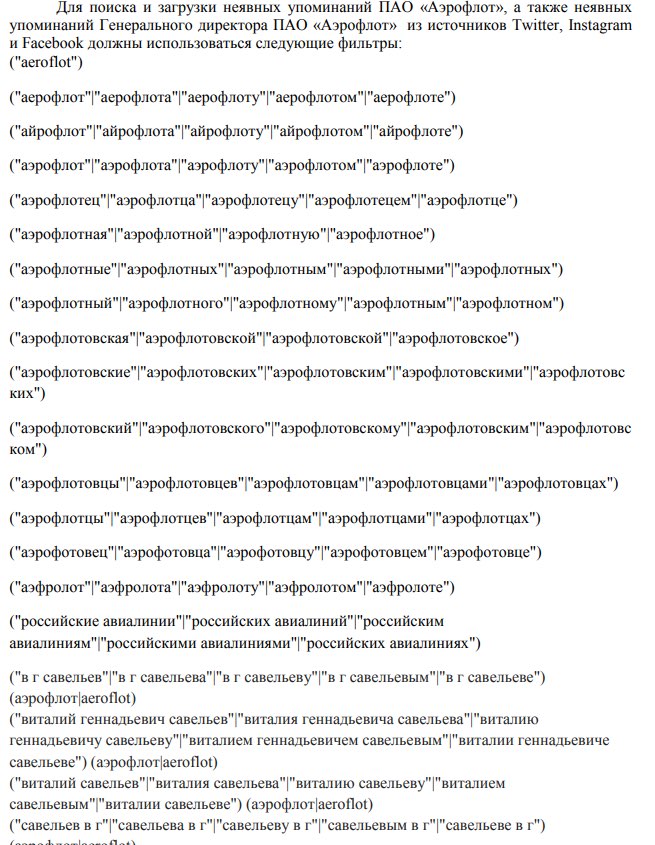 Для поиска и загрузки неявных упоминаний ПАО «Аэрофлот», а также неявных
упоминаний Генерального директора ПАО «Аэрофлот» из источников Twitter, Instagram
и Facebook должны использоваться следующие фильтры:
("aeroflot")
("аерофлот"|"аерофлота"|"аерофлоту"|"аерофлотом"|"аерофлоте")
("айрофлот"|"айрофлота"|"айрофлоту"|"айрофлотом"|"айрофлоте")
("аэрофлот"|"аэрофлота"|"аэрофлоту"|"аэрофлотом"|"аэрофлоте")
("аэрофлотец"|"аэрофлотца"|"аэрофлотецу"|"аэрофлотецем"|"аэрофлотце")
("аэрофлотная"|"аэрофлотной"|"аэрофлотную"|"аэрофлотное")
("аэрофлотные"|"аэрофлотных"|"аэрофлотным"|"аэрофлотными"|"аэрофлотных")
("аэрофлотный"|"аэрофлотного"|"аэрофлотному"|"аэрофлотным"|"аэрофлотном")
("аэрофлотовская"|"аэрофлотовской"|"аэрофлотовской"|"аэрофлотовское")
("аэрофлотовские"|"аэрофлотовских"|"аэрофлотовским"|"аэрофлотовскими"|"аэрофлотовс
ких")
("аэрофлотовский"|"аэрофлотовского"|"аэрофлотовскому"|"аэрофлотовским"|"аэрофлотовс
ком")
("аэрофлотовцы"|"аэрофлотовцев"|"аэрофлотовцам"|"аэрофлотовцами"|"аэрофлотовцах")
("аэрофлотцы"|"аэрофлотцев"|"аэрофлотцам"|"аэрофлотцами"|"аэрофлотцах")
("аэрофотовец"|"аэрофотовца"|"аэрофотовцу"|"аэрофотовцем"|"аэрофотовце")
("аэфролот"|"аэфролота"|"аэфролоту"|"аэфролотом"|"аэфролоте")
("российские авиалинии"|"российских авиалиний"|"российским
авиалиниям"|"российскими авиалиниями"|"российских авиалиниях")
("в г савельев"|"в г савельева"|"в г савельеву"|"в г савельевым"|"в г савельеве")
(аэрофлот|aeroflot)
("виталий геннадьевич савельев"|"виталия геннадьевича савельева"|"виталию
геннадьевичу савельеву"|"виталием геннадьевичем савельевым"|"виталии геннадьевиче
савельеве") (аэрофлот|aeroflot)
("виталий савельев"|"виталия савельева"|"виталию савельеву"|"виталием
савельевым"|"виталии савельеве") (аэрофлот|aeroflot)
("савельев в г"|"савельева в г"|"савельеву в г"|"савельевым в г"|"савельеве в г")
(аэрофлот|aeroflot)